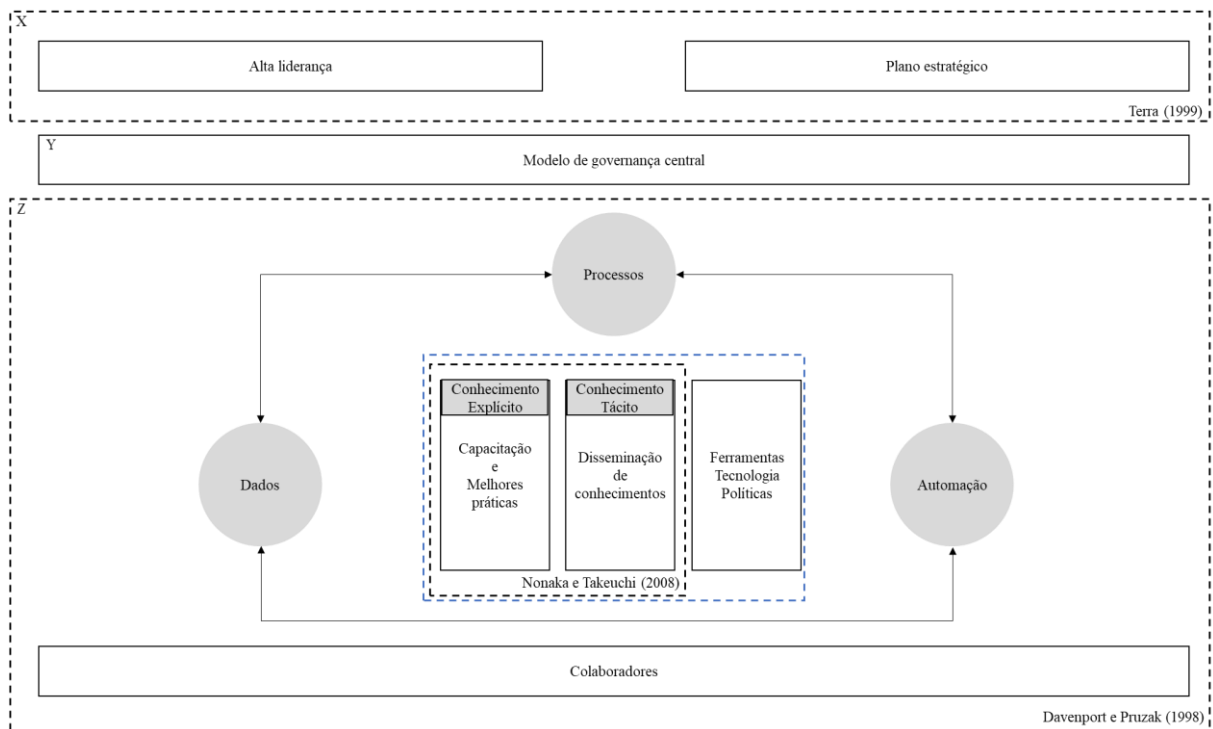 X
Alta liderança
Plano estratégico
Terra (1999)
Y
Modelo de governança central
Z
Processos
Dados
Automação
Conhecimento
Explícito
Capacitação
e
Melhores
práticas
Conhecimento
Tácito
Disseminação
de
conhecimentos
Ferramentas
Tecnologia
Políticas
Nonaka e Takeuchi (2008)
Colaboradores
Davenport e Pruzak (1998)